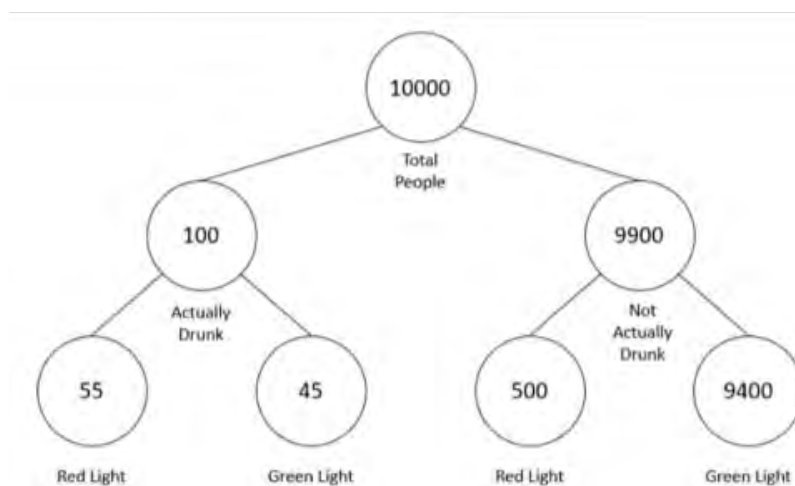 10000
Total
People
100
9900
Actually
Drunk
Not
Actually
Drunk
55
45
500
9400
Red Light
Green Light
Red Light
Green Light